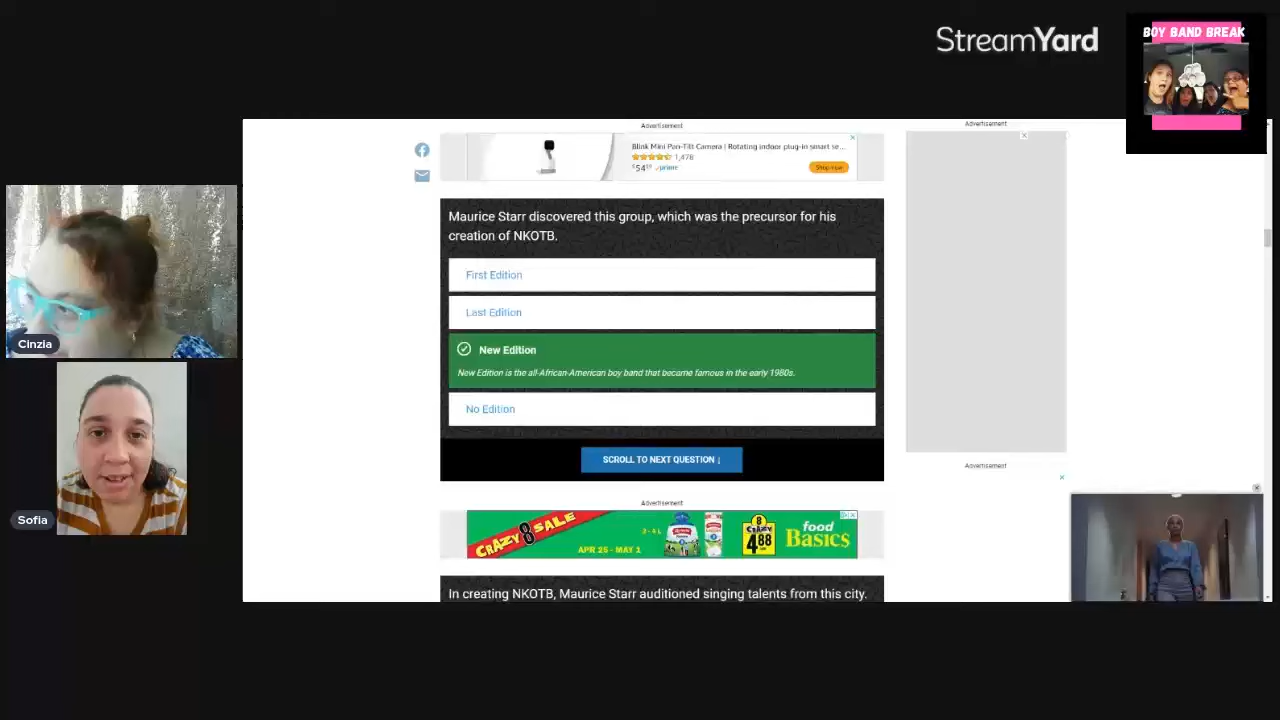 StreamYard
BOY BAND BREAK
Advertisement
Advertisement
Blink Mini Pan-Tilt Camera | Rotating indoor plug-in smart se...
1,478
$54 prime
Shop now
Maurice Starr discovered this group, which was the precursor for his
creation of NKOTB.
First Edition
Last Edition
New Edition
New Edition is the all-African-American boy band that became famous in the early 1980s.
No Edition
SCROLL TO NEXT QUESTION ↓
Cinzia
Sofia
Advertisement
Advertisement
CRAZY 8 SALE
APR 25 - MAY 1
8
CRAZY
4.88
food
Basics
In creating NKOTB, Maurice Starr auditioned singing talents from this city.